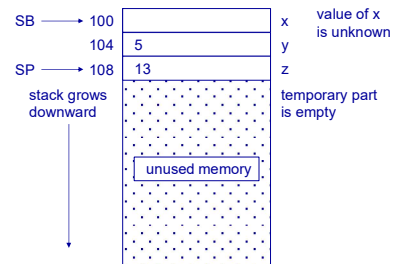 SB 100 x value of x
is unknown
104 5 y
SP 108 13 z
stack grows
downward
temporary part
is empty
unused memory